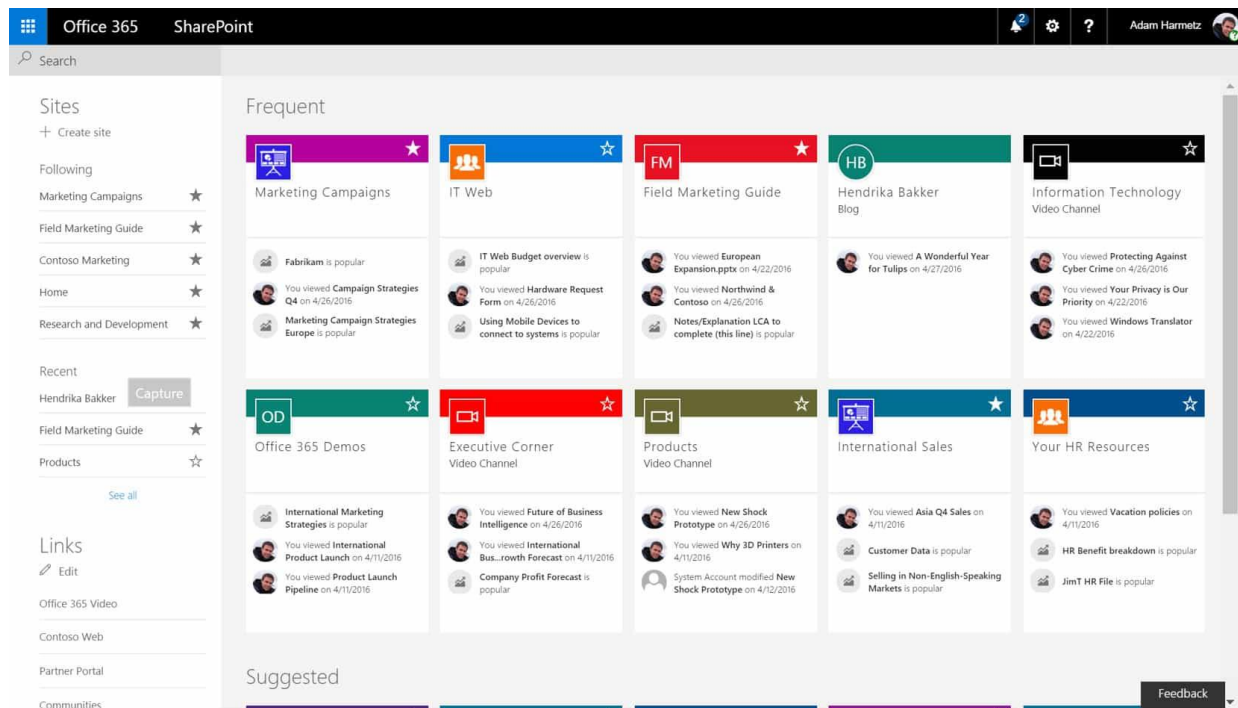 Office 365
SharePoint
2
?
Adam Harmetz
Search
Sites
+ Create site
Following
Marketing Campaigns
Field Marketing Guide
Contoso Marketing
Home
Research and Development
Recent
Hendrika Bakker
Capture
Field Marketing Guide
Products
See all
Links
Edit
Office 365 Video
Contoso Web
Partner Portal
Communities
Frequent
Marketing Campaigns
Fabrikam is popular
You viewed Campaign Strategies
Q4 on 4/26/2016
Marketing Campaign Strategies
Europe is popular
IT Web
IT Web Budget overview is
popular
You viewed Hardware Request
Form on 4/26/2016
Using Mobile Devices to
connect to systems is popular
FM
Field Marketing Guide
You viewed European
Expansion.pptx on 4/22/2016
You viewed Northwind &
Contoso on 4/26/2016
Notes/Explanation LCA to
complete (this line) is popular
HB
Hendrika Bakker
Blog
You viewed A Wonderful Year
for Tulips on 4/27/2016
Information Technology
Video Channel
You viewed Protecting Against
Cyber Crime on 4/26/2016
You viewed Your Privacy is Our
Priority on 4/22/2016
You viewed Windows Translator
on 4/22/2016
OD
Office 365 Demos
International Marketing
Strategies is popular
You viewed International
Product Launch on 4/11/2016
You viewed Product Launch
Pipeline on 4/11/2016
Executive Corner
Video Channel
You viewed Future of Business
Intelligence on 4/26/2016
You viewed International
Bus...rowth Forecast on 4/11/2016
Company Profit Forecast is
popular
Products
Video Channel
You viewed New Shock
Prototype on 4/26/2016
You viewed Why 3D Printers on
4/11/2016
System Account modified New
Shock Prototype on 4/12/2016
International Sales
You viewed Asia Q4 Sales on
4/11/2016
Customer Data is popular
Selling in Non-English-Speaking
Markets is popular
Your HR Resources
You viewed Vacation policies on
4/11/2016
HR Benefit breakdown is popular
JimT HR File is popular
Suggested
Feedback